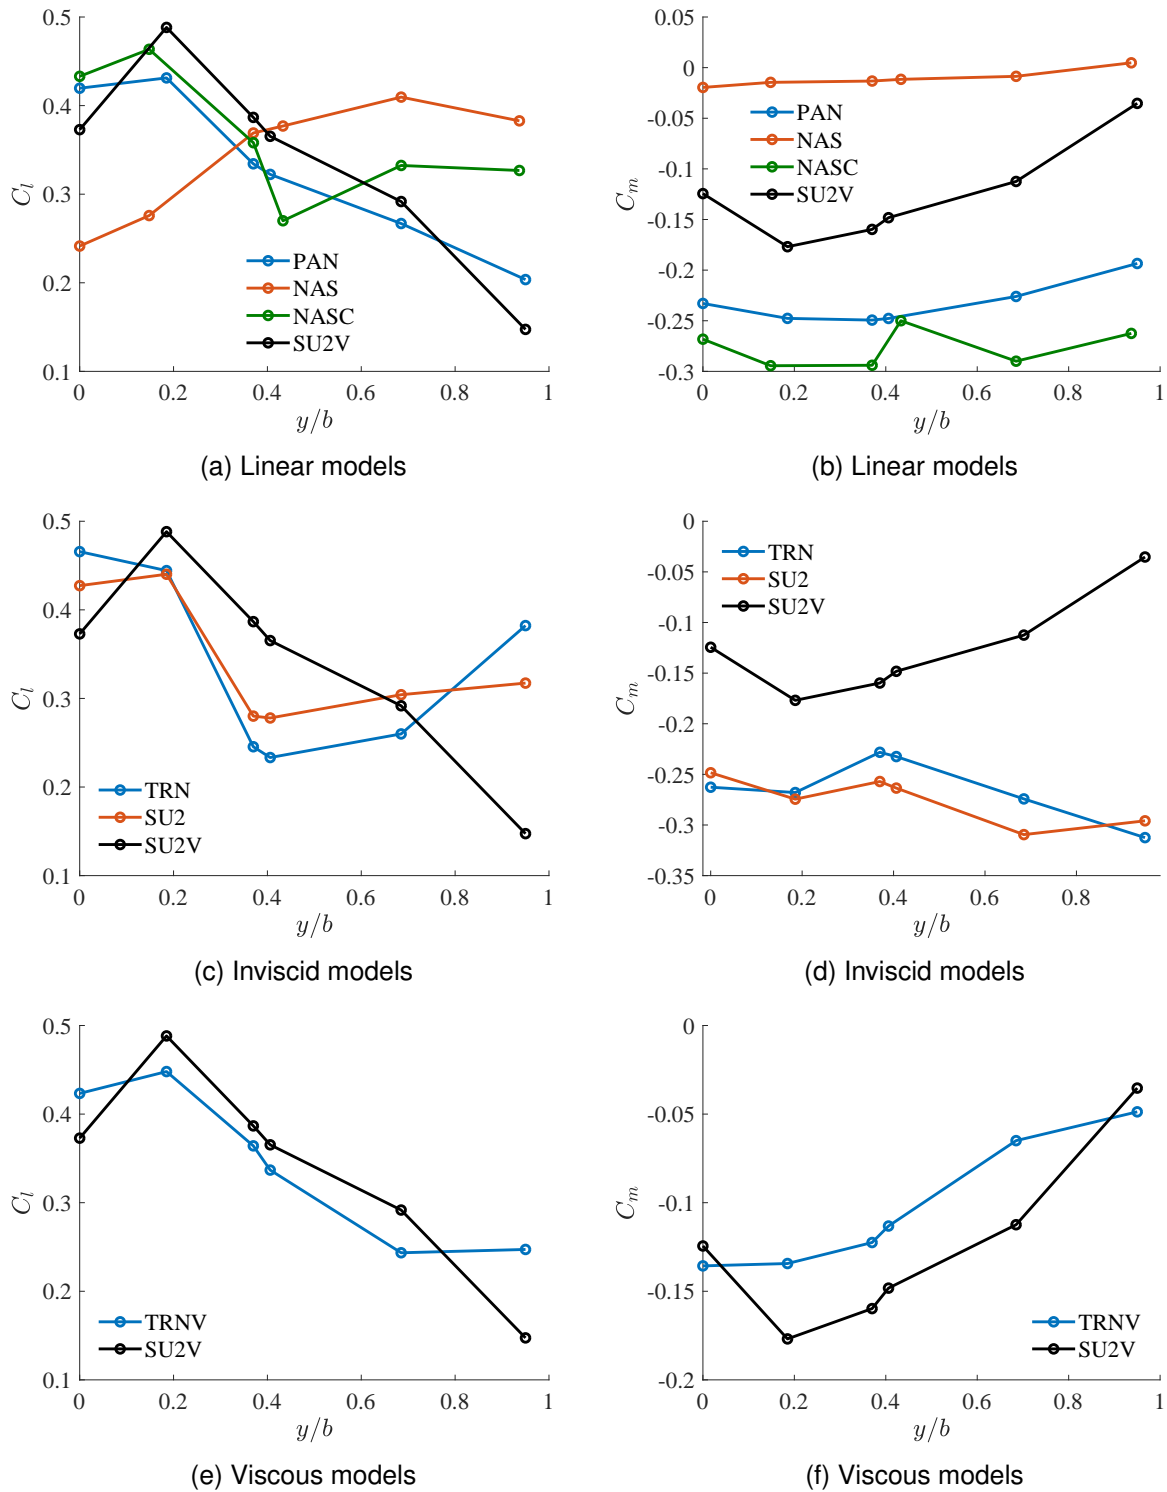 0.5
0.4
0.3
0.2
0.1
C_l
PAN
NAS
NASC
SU2V
0 0.2 0.4 0.6 0.8 1
y/b
(a) Linear models
0.05
0
-0.05
-0.1
-0.15
-0.2
-0.25
-0.3
C_m
PAN
NAS
NASC
SU2V
0 0.2 0.4 0.6 0.8 1
y/b
(b) Linear models
0.5
0.4
0.3
0.2
0.1
C_l
TRN
SU2
SU2V
0 0.2 0.4 0.6 0.8 1
y/b
(c) Inviscid models
0
-0.05
-0.1
-0.15
-0.2
-0.25
-0.3
-0.35
C_m
TRN
SU2
SU2V
0 0.2 0.4 0.6 0.8
y/b
(d) Inviscid models
0.5
0.4
0.3
0.2
0.1
C_l
TRNV
SU2V
0 0.2 0.4 0.6 0.8 1
y/b
(e) Viscous models
0
-0.05
-0.1
-0.15
-0.2
C_m
TRNV
SU2V
0 0.2 0.4 0.6 0.8 1
y/b
(f) Viscous models